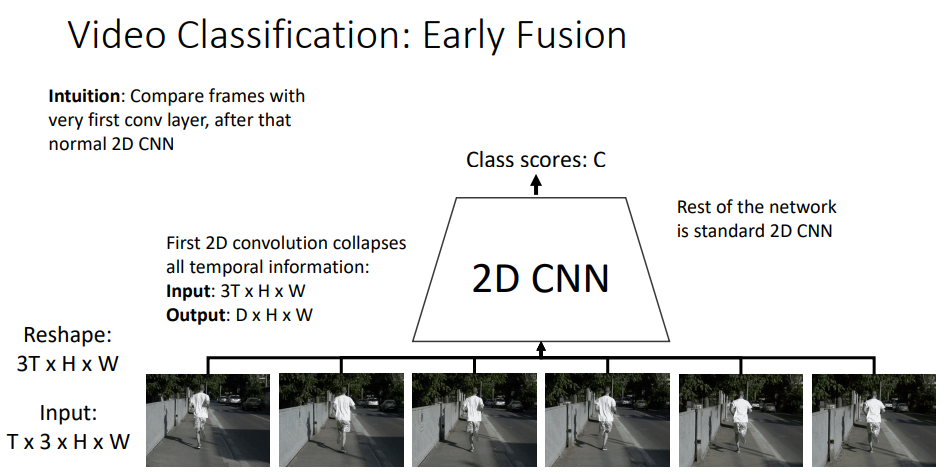 Video Classification: Early Fusion
Intuition: Compare frames with
very first conv layer, after that
normal 2D CNN
Class scores: C
Rest of the network
is standard 2D CNN
First 2D convolution collapses
all temporal information:
Input: 3T x H x W
Output: D x H x W
2D CNN
Reshape:
3T x H x W
Input:
T x 3 x H x W